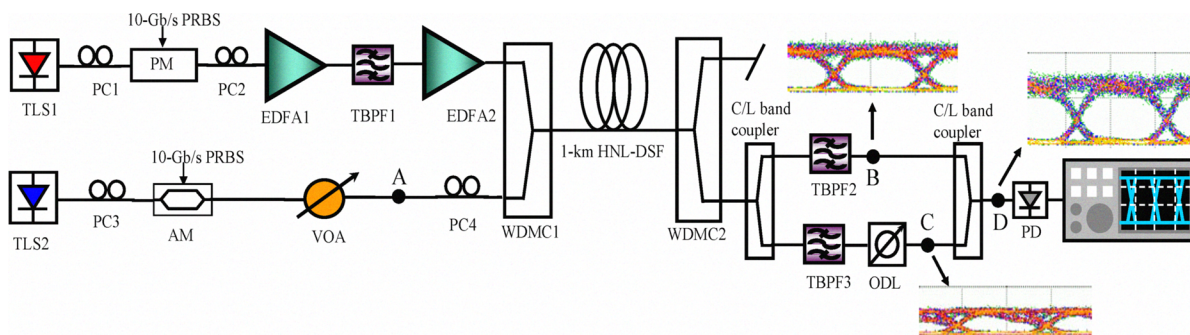 10-Gb/s PRBS
TLS1
PC1
PM
PC2
EDFA1
TBPF1
EDFA2
10-Gb/s PRBS
TLS2
PC3
AM
VOA
A
PC4
WDMC1
1-km HNL-DSF
WDMC2
C/L band
coupler
TBPF2
B
C/L band
coupler
TBPF3
ODL
C
D
PD